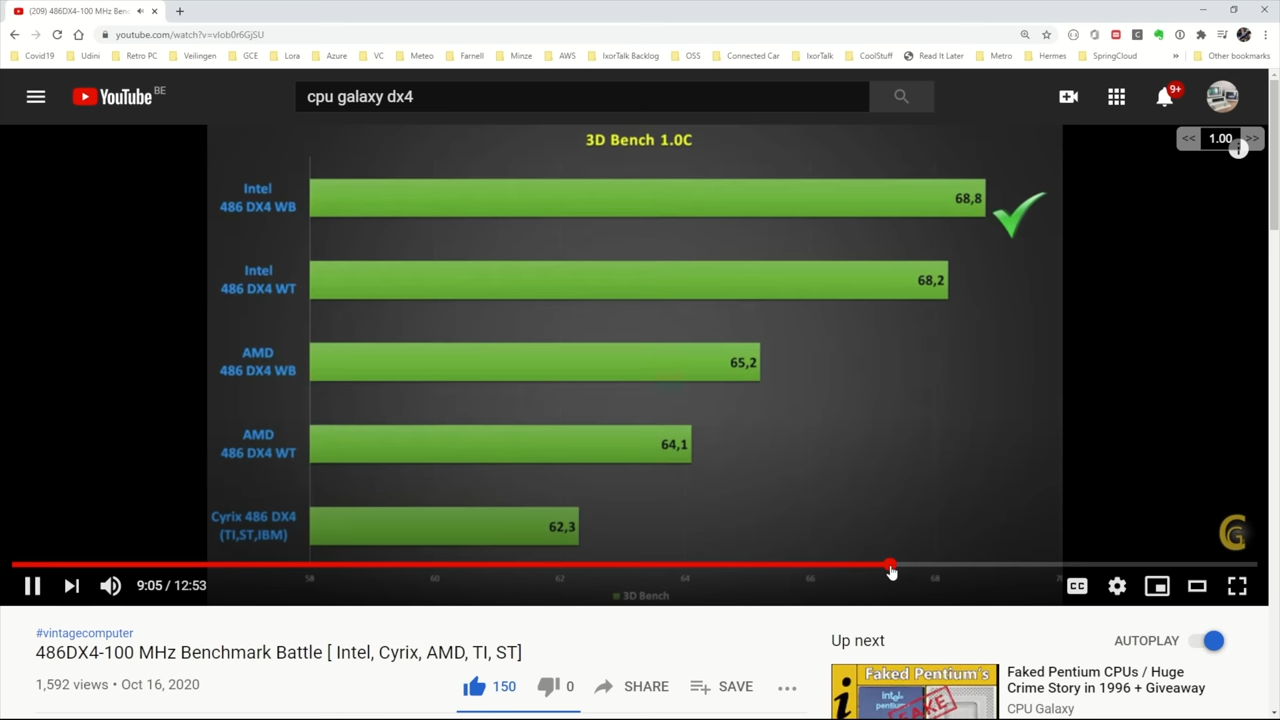 (209) 486DX4-100 MHz Ben
youtube.com/watch?v=vIob0r6GjSU
Covid19 Udini Retro PC Veilingen GCE Lora Azure VC Meteo Farnell Minze AWS IxorTalk Backlog OSS Connected Car IxorTalk CoolStuff Read It Later Metro Hermes SpringCloud » Other bookmarks
YouTube BE
cpu galaxy dx4
9+
3D Bench 1.0C
<< 1.00 >>
Intel
486 DX4 WB
68,8
Intel
486 DX4 WT
68,2
AMD
486 DX4 WB
65,2
AMD
486 DX4 WT
64,1
Cyrix 486 DX4
(TI,ST,IBM)
62,3
58 60 62 64 66 68
3D Bench
9:05 / 12:53
CC
#vintagecomputer
486DX4-100 MHz Benchmark Battle [ Intel, Cyrix, AMD, TI, ST]
1,592 views • Oct 16, 2020
150 0 SHARE SAVE
Up next
AUTOPLAY
Faked Pentium's
intel
pentium
FAKE
Faked Pentium CPUs / Huge
Crime Story in 1996 + Giveaway
CPU Galaxy